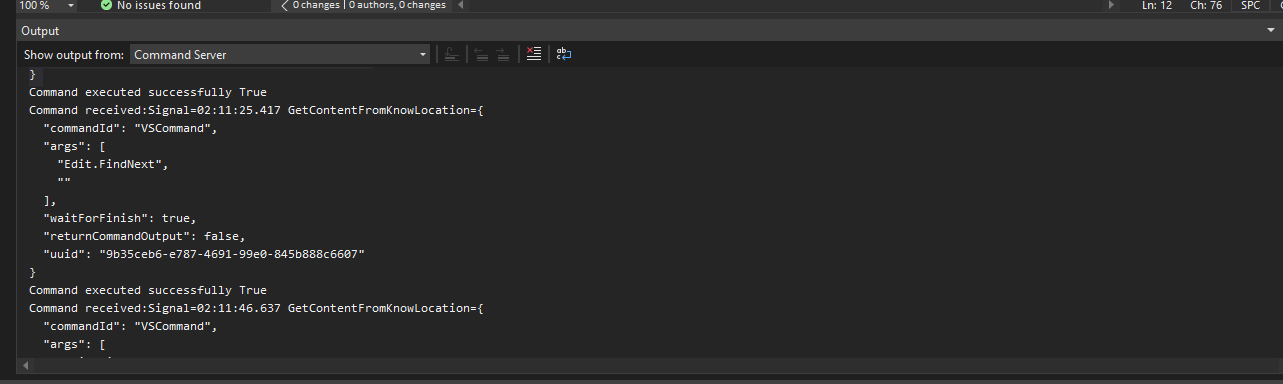 100 %
No issues found
0 changes | 0 authors, 0 changes
Ln: 12
Ch: 76
SPC
Output
Show output from:
Command Server
}
Command executed successfully True
Command received:Signal=02:11:25.417 GetContentFromKnowLocation={
"commandId": "VSCommand",
"args": [
"Edit.FindNext",
""
],
"waitForFinish": true,
"returnCommandOutput": false,
"uuid": "9b35ceb6-e787-4691-99e0-845b888c6607"
}
Command executed successfully True
Command received:Signal=02:11:46.637 GetContentFromKnowLocation={
"commandId": "VSCommand",
"args": [